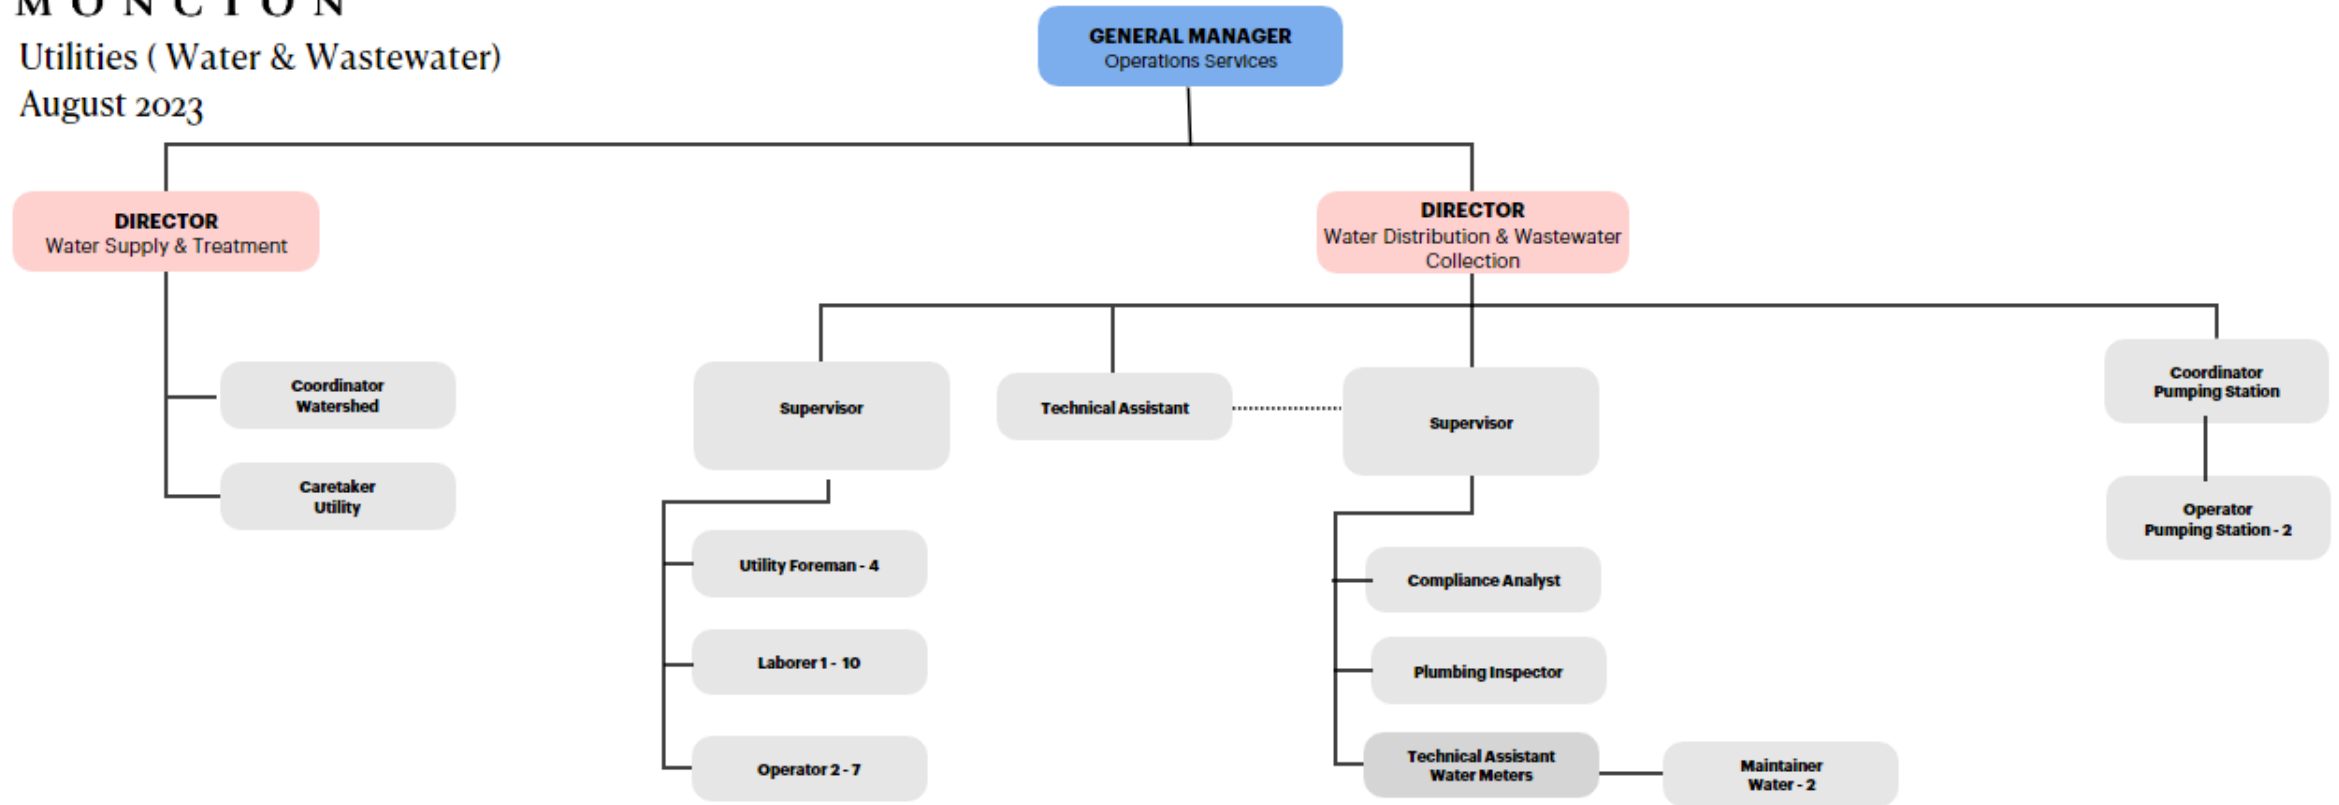 MONCTON
Utilities ( Water & Wastewater)
August 2023
GENERAL MANAGER
Operations Services
DIRECTOR
Water Supply & Treatment
DIRECTOR
Water Distribution & Wastewater
Collection
Coordinator
Watershed
Caretaker
Utility
Supervisor
Utility Foreman - 4
Laborer 1 - 10
Operator 2 - 7
Technical Assistant
Supervisor
Compliance Analyst
Plumbing Inspector
Technical Assistant
Water Meters
Maintainer
Water - 2
Coordinator
Pumping Station
Operator
Pumping Station - 2